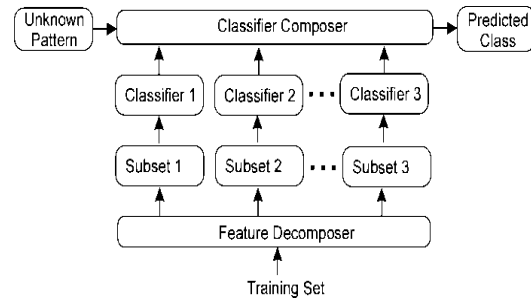 Unknown
Pattern
Classifier Composer
Predicted
Class
Classifier 1
Classifier 2
Classifier 3
Subset 1
Subset 2
Subset 3
Feature Decomposer
Training Set